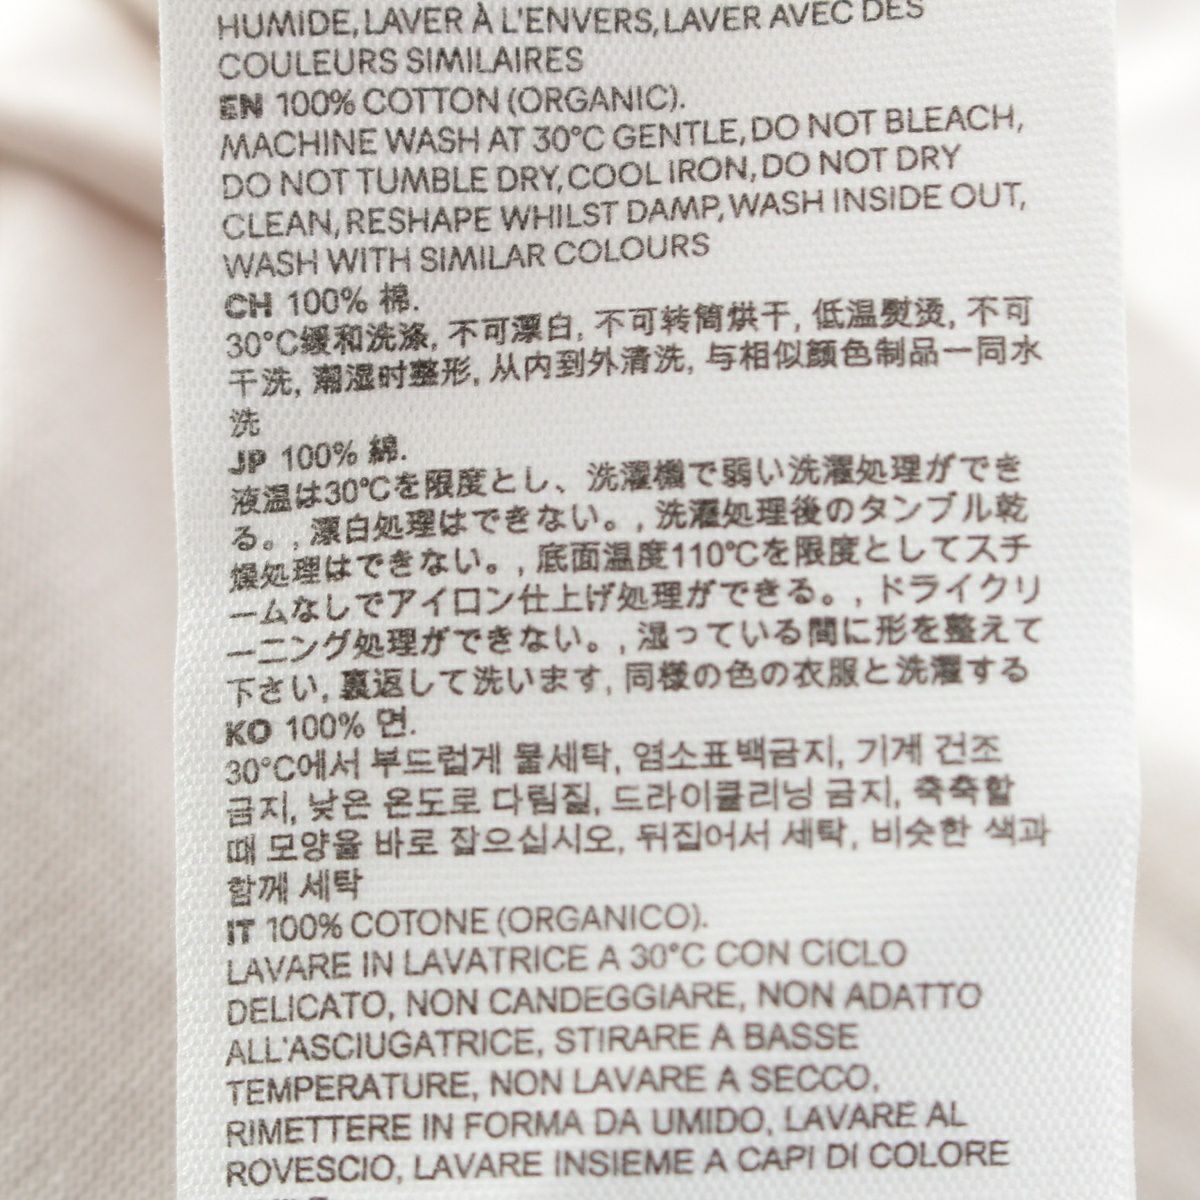 HUMIDE, LAVER À L'ENVERS, LAVER AVEC DES
COULEURS SIMILAIRES
EN 100% COTTON (ORGANIC).
MACHINE WASH AT 30°C GENTLE, DO NOT BLEACH,
DO NOT TUMBLE DRY, COOL IRON, DO NOT DRY
CLEAN, RESHAPE WHILST DAMP, WASH INSIDE OUT,
WASH WITH SIMILAR COLOURS
CH 100% 棉.
30°C缓和洗涤, 不可漂白, 不可转筒烘干, 低温熨烫, 不可
干洗, 潮湿时整形, 从内到外清洗, 与相似颜色制品一同水
洗
JP 100% 綿.
液温は30℃を限度とし、洗濯機で弱い洗濯処理ができ
る。, 漂白処理はできない。, 洗濯処理後のタンブル乾
燥処理はできない。, 底面温度110℃を限度としてスチ
ームなしでアイロン仕上げ処理ができる。, ドライクリ
ーニング処理ができない。, 湿っている間に形を整えて
下さい, 裏返して洗います, 同様の色の衣服と洗濯する
KO 100% 면.
30°C에서 부드럽게 물세탁, 염소표백금지, 기계 건조
금지, 낮은 온도로 다림질, 드라이클리닝 금지, 축축할
때 모양을 바로 잡으십시오, 뒤집어서 세탁, 비슷한 색과
함께 세탁
IT 100% COTONE (ORGANICO).
LAVARE IN LAVATRICE A 30°C CON CICLO
DELICATO, NON CANDEGGIARE, NON ADATTO
ALL'ASCIUGATRICE, STIRARE A BASSE
TEMPERATURE, NON LAVARE A SECCO,
RIMETTERE IN FORMA DA UMIDO, LAVARE AL
ROVESCIO, LAVARE INSIEME A CAPI DI COLORE